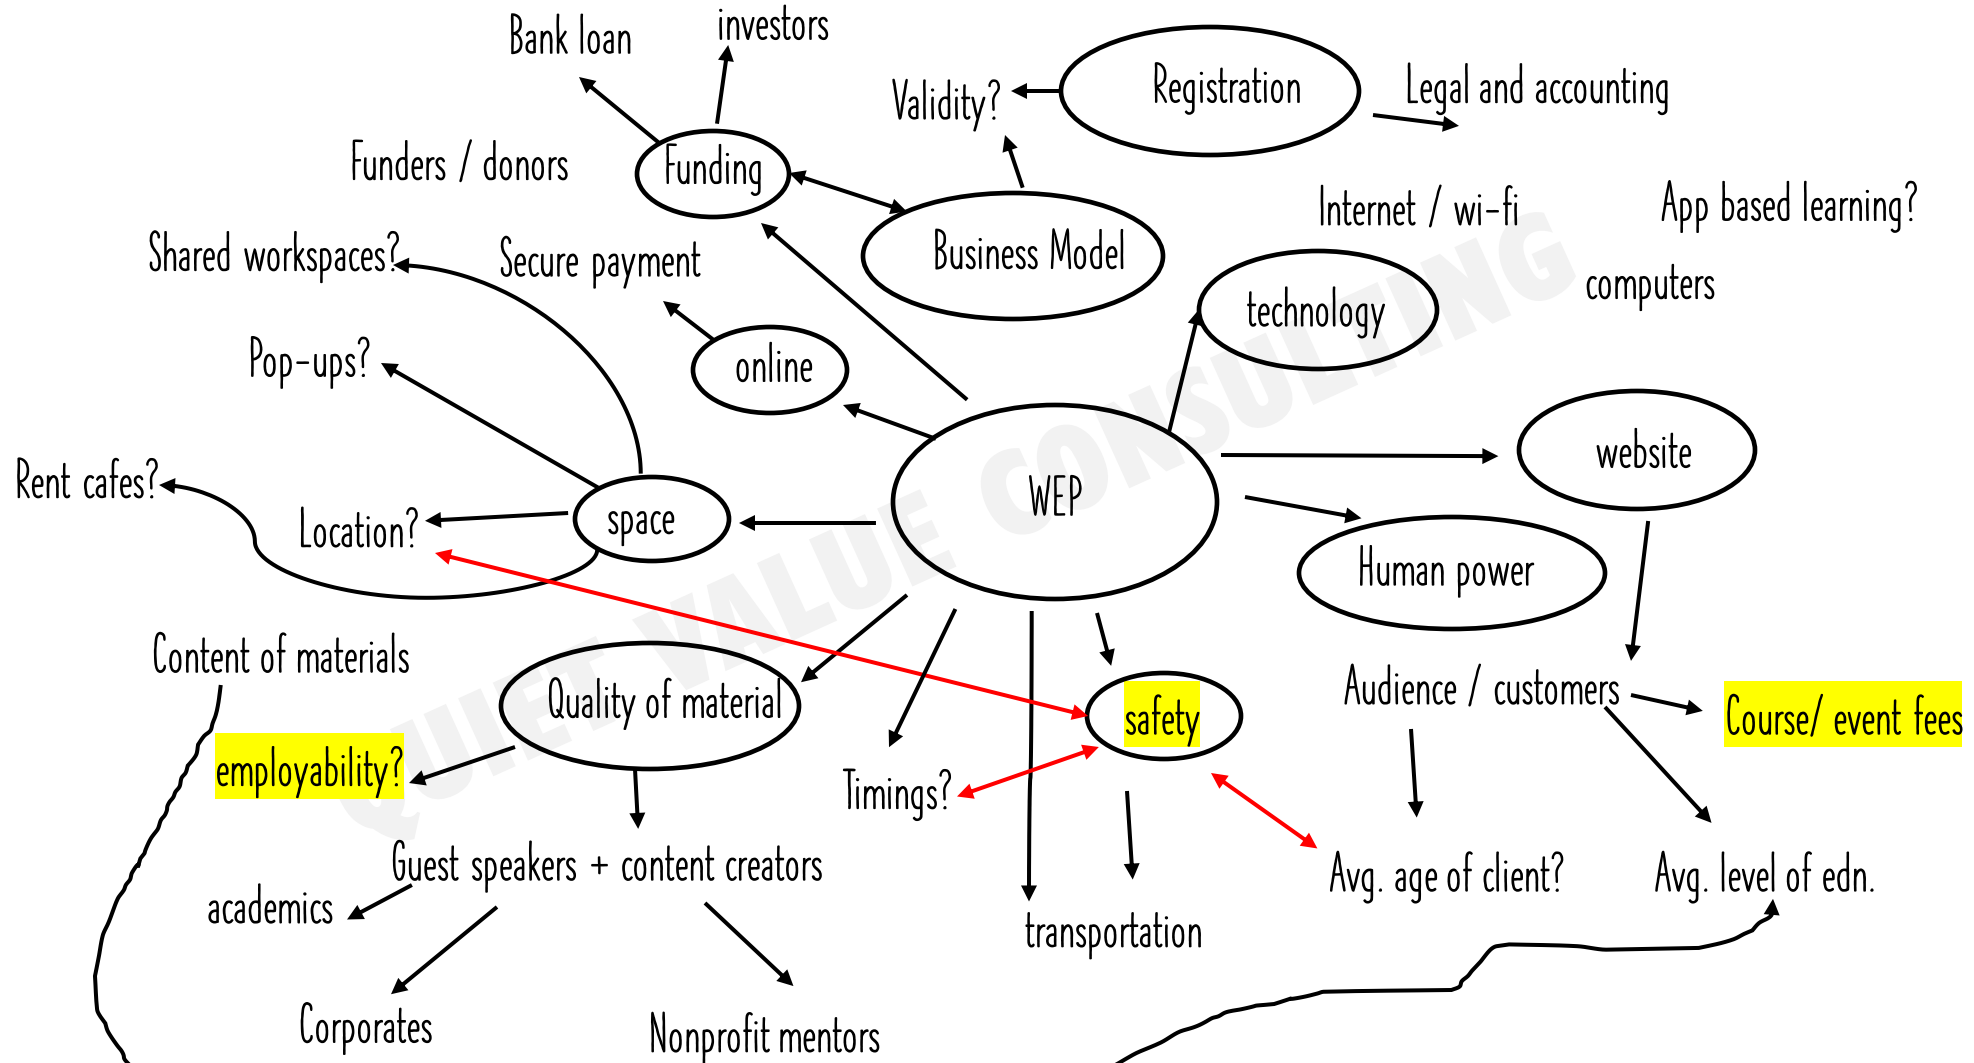 investors
Bank loan
Registration
Legal and accounting
Validity?
Funders / donors
Funding
Internet / wi-fi
App based learning?
Shared workspaces?
Secure payment
Business Model
computers
technology
Pop-ups?
online
website
Rent cafes?
WEP
Location?
space
Human power
Content of materials
Quality of material
Audience / customers
safety
Course/ event fees
employability?
Timings?
Guest speakers + content creators
Avg. age of client?
Avg. level of edn.
academics
transportation
Corporates
Nonprofit mentors
QUIET VALUE CONSULTING